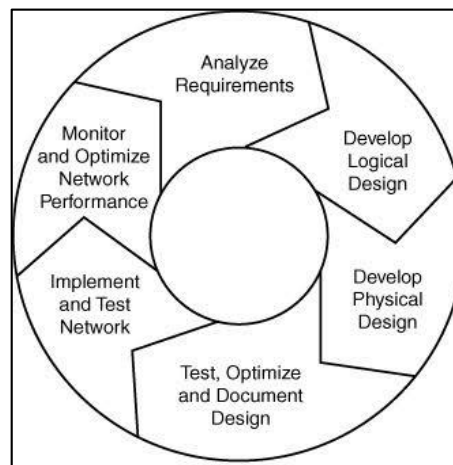 Analyze
Requirements
Develop
Logical
Design
Develop
Physical
Design
Test, Optimize
and Document
Design
Implement
and Test
Network
Monitor
and Optimize
Network
Performance